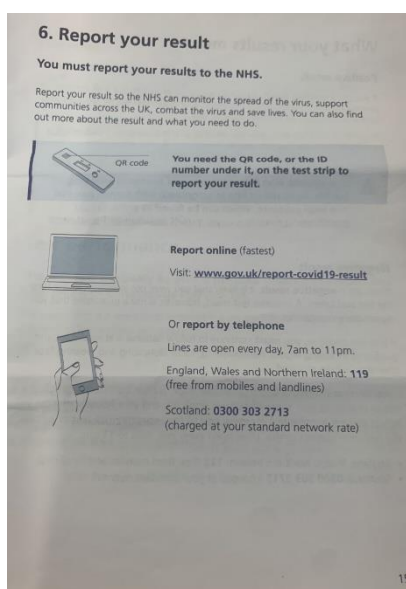 6. Report your result
You must report your results to the NHS.
Report your result so the NHS can monitor the spread of the virus, support
communities across the UK, combat the virus and save lives. You can also find
out more about the result and what you need to do.
QR code
You need the QR code, or the ID
number under it, on the test strip to
report your result.
Report online (fastest)
Visit: www.gov.uk/report-covid19-result
Or report by telephone
Lines are open every day, 7am to 11pm.
England, Wales and Northern Ireland: 119
(free from mobiles and landlines)
Scotland: 0300 303 2713
(charged at your standard network rate)